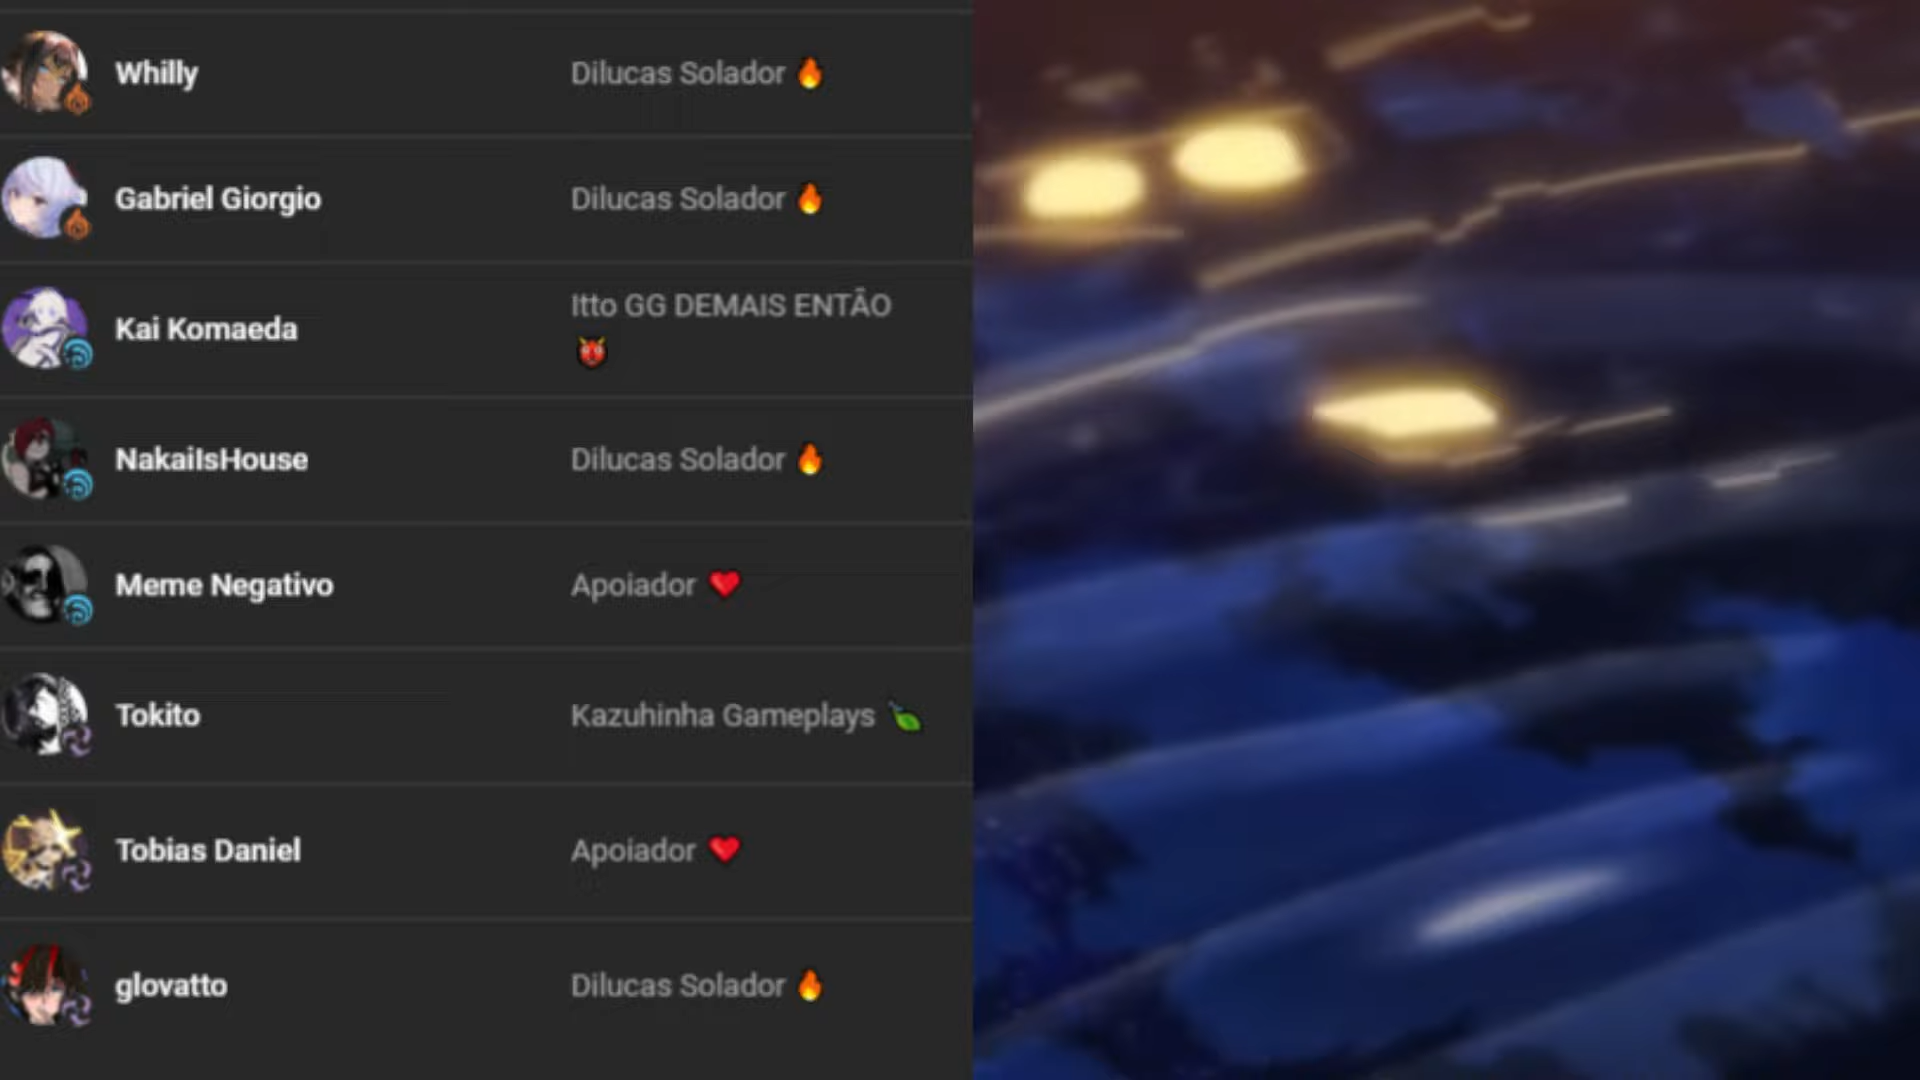 Whilly
Dilucas Solador 🔥
Gabriel Giorgio
Dilucas Solador 🔥
Kai Komaeda
Itto GG DEMAIS ENTÃO
👹
NakaiIsHouse
Dilucas Solador 🔥
Meme Negativo
Apoiador ❤️
Tokito
Kazuhinha Gameplays 🍃
Tobias Daniel
Apoiador ❤️
glovatto
Dilucas Solador 🔥